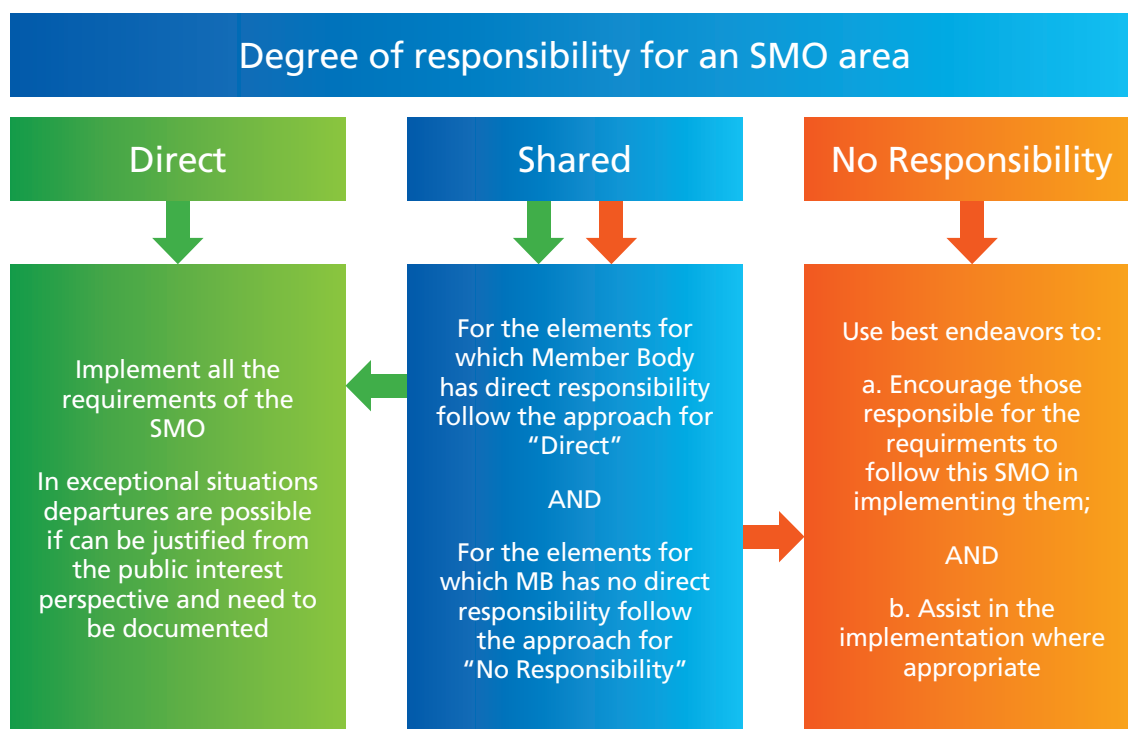 Degree of responsibility for an SMO area
Direct
Implement all the
requirements of the
SMO
In exceptional situations
departures are possible
if can be justified from
the public interest
perspective and need to
be documented
Shared
For the elements for
which Member Body
has direct responsibility
follow the approach for
“Direct”
AND
For the elements for
which MB has no direct
responsibility follow
the approach for
“No Responsibility”
No Responsibility
Use best endeavors to:
a. Encourage those
responsible for the
requirments to
follow this SMO in
implementing them;
AND
b. Assist in the
implementation where
appropriate